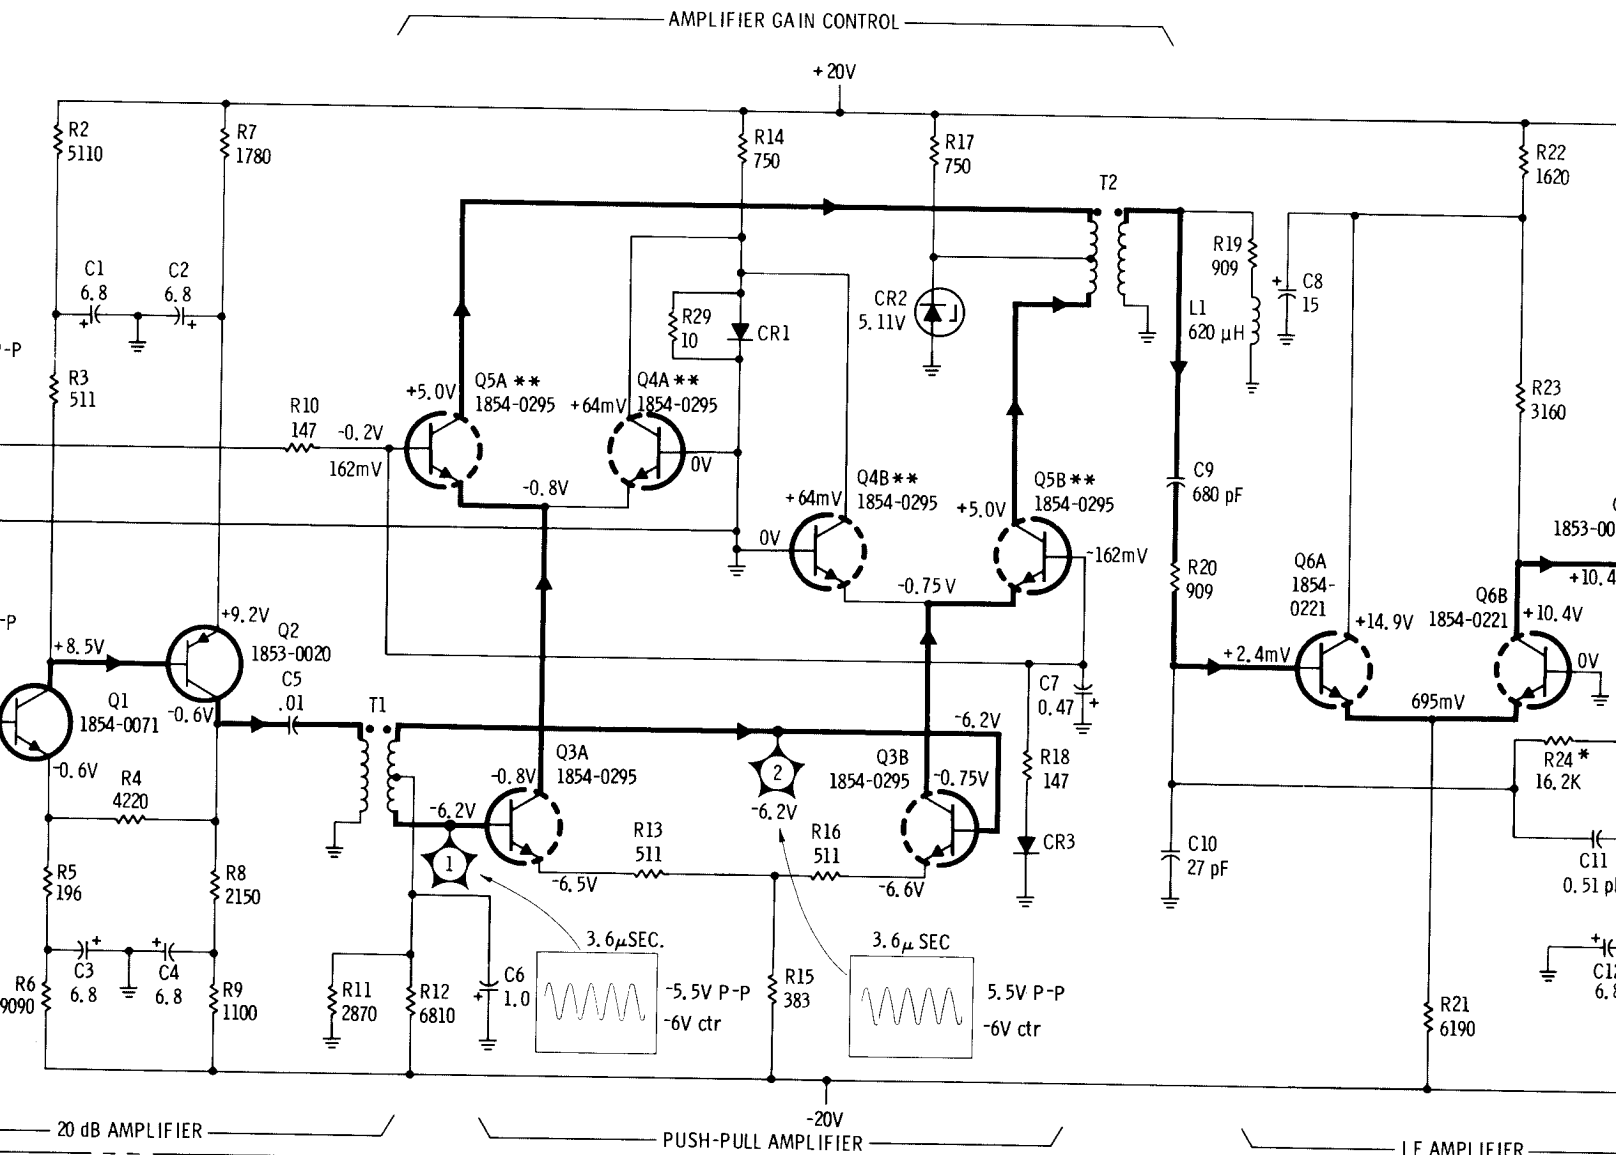 AMPLIFIER GAIN CONTROL
+20V
R2
5110
R7
1780
R14
750
R17
750
R22
1620
T2
C1
6.8
+
C2
6.8
+
R19
909
+
C8
15
CR2
5.11V
L1
620 μH
R29
10
CR1
P-P
R3
511
R10
147
-0.2V
162mV
+5.0V
Q5A **
1854-0295
+64mV
Q4A **
1854-0295
0V
R23
3160
-0.8V
Q4B **
1854-0295
+64mV
0V
Q5B **
1854-0295
+5.0V
~162mV
C9
680 pF
1853-00
-0.75V
R20
909
Q6A
1854-
0221
Q6B
1854-0221
+10.4
+10.4V
+14.9V
-P
+9.2V
+8.5V
Q2
1853-0020
+2.4mV
0V
C5
.01
Q1
1854-0071
-0.6V
T1
C7
0.47
+
695mV
-6.2V
-0.6V
R4
4220
Q3A
1854-0295
-0.8V
-6.2V
2
-6.2V
Q3B
1854-0295
-0.75V
R18
147
R24 *
16.2K
1
R13
511
R16
511
CR3
C10
27 pF
C11
0.51 p
R5
196
R8
2150
-6.5V
-6.6V
+
C3
6.8
+
C4
6.8
3.6μSEC.
3.6μ SEC
+
C12
6.8
R6
9090
R9
1100
R11
2870
R12
6810
+
C6
1.0
-5.5V P-P
-6V ctr
R15
383
5.5V P-P
-6V ctr
R21
6190
-20V
20 dB AMPLIFIER
PUSH-PULL AMPLIFIER
I.F AMPLIFIER